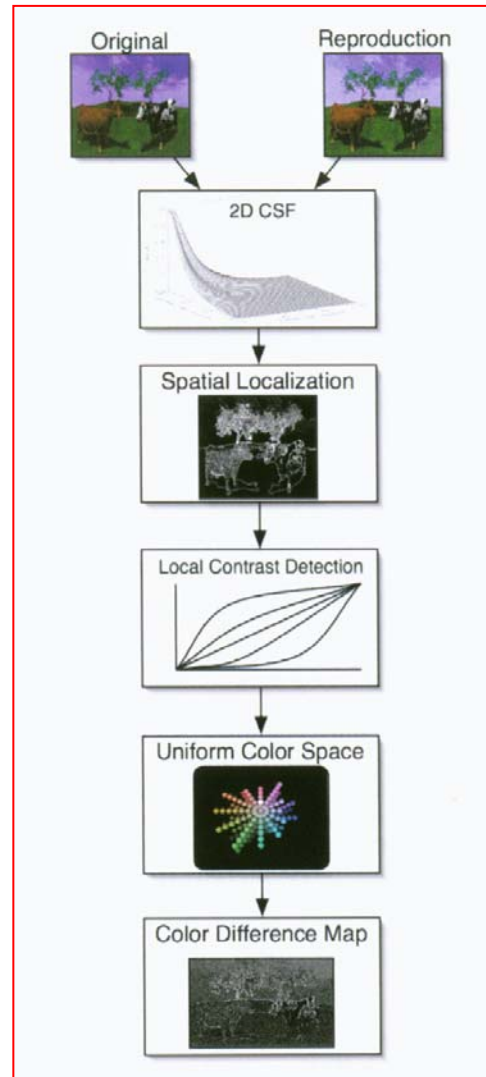 Original
Reproduction
2D CSF
Spatial Localization
Local Contrast Detection
Uniform Color Space
Color Difference Map